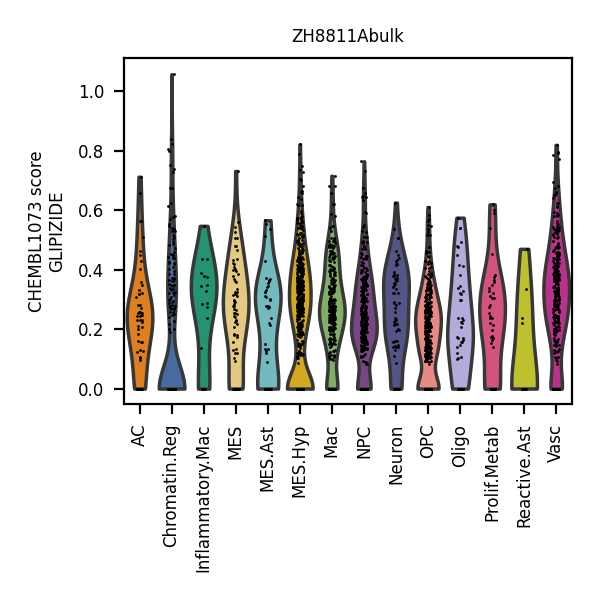 ZH8811Abulk
CHEMBL1073 score
GLIPIZIDE
1.0
0.8
0.6
0.4
0.2
0.0
AC
Chromatin.Reg
Inflammatory.Mac
MES
MES.Ast
MES.Hyp
Mac
NPC
Neuron
OPC
Oligo
Prolif.Metab
Reactive.Ast
Vasc